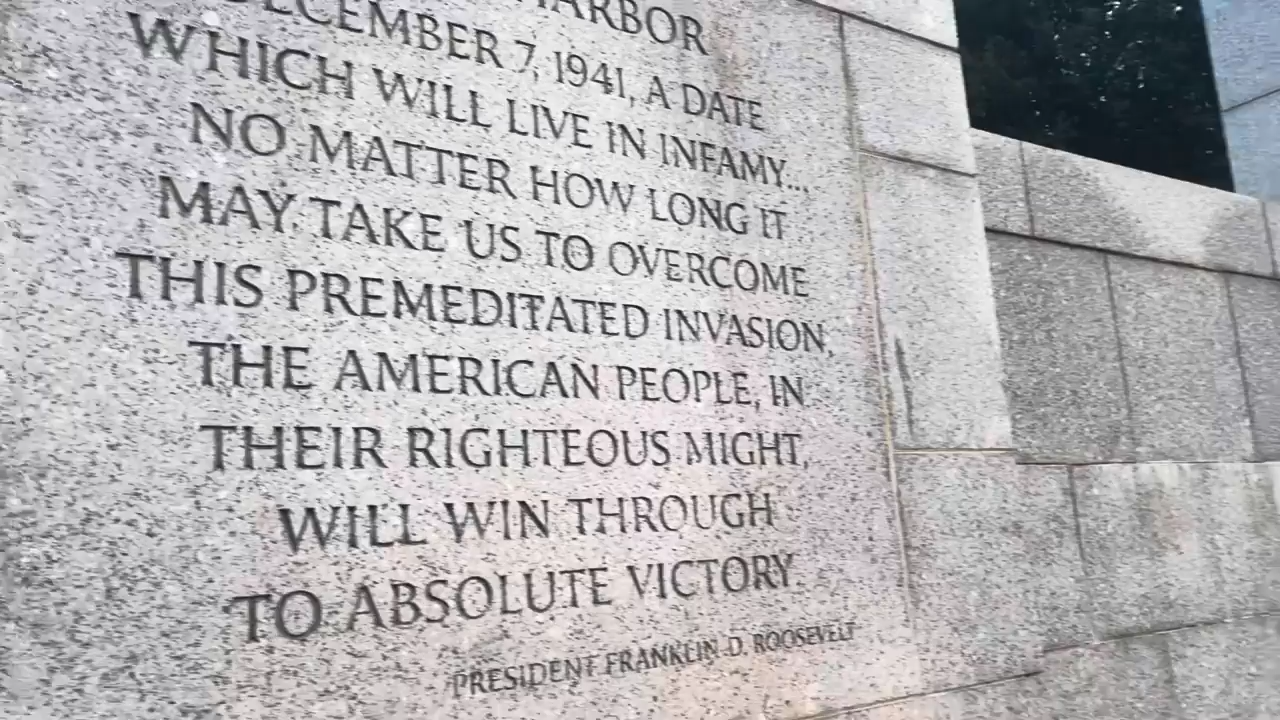 HARBOR
DECEMBER 7, 1941, A DATE
WHICH WILL LIVE IN INFAMY...
NO MATTER HOW LONG IT
MAY TAKE US TO OVERCOME
THIS PREMEDITATED INVASION,
THE AMERICAN PEOPLE, IN
THEIR RIGHTEOUS MIGHT,
WILL WIN THROUGH
TO ABSOLUTE VICTORY.
PRESIDENT FRANKLIN D. ROOSEVELT